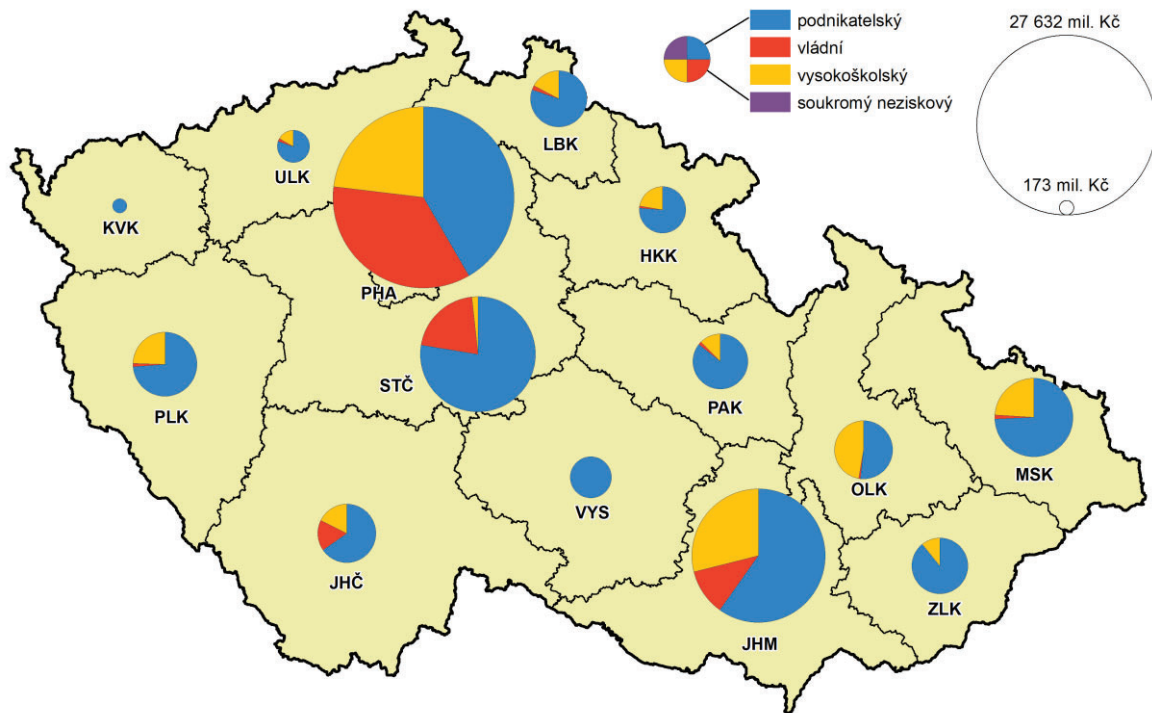 podnikatelský
vládní
vysokoškolský
soukromý neziskový
27 632 mil. Kč
173 mil. Kč
LBK
ULK
KVK
HKK
PHA
STČ
PLK
PAK
MSK
OLK
VYS
JHČ
ZLK
JHM